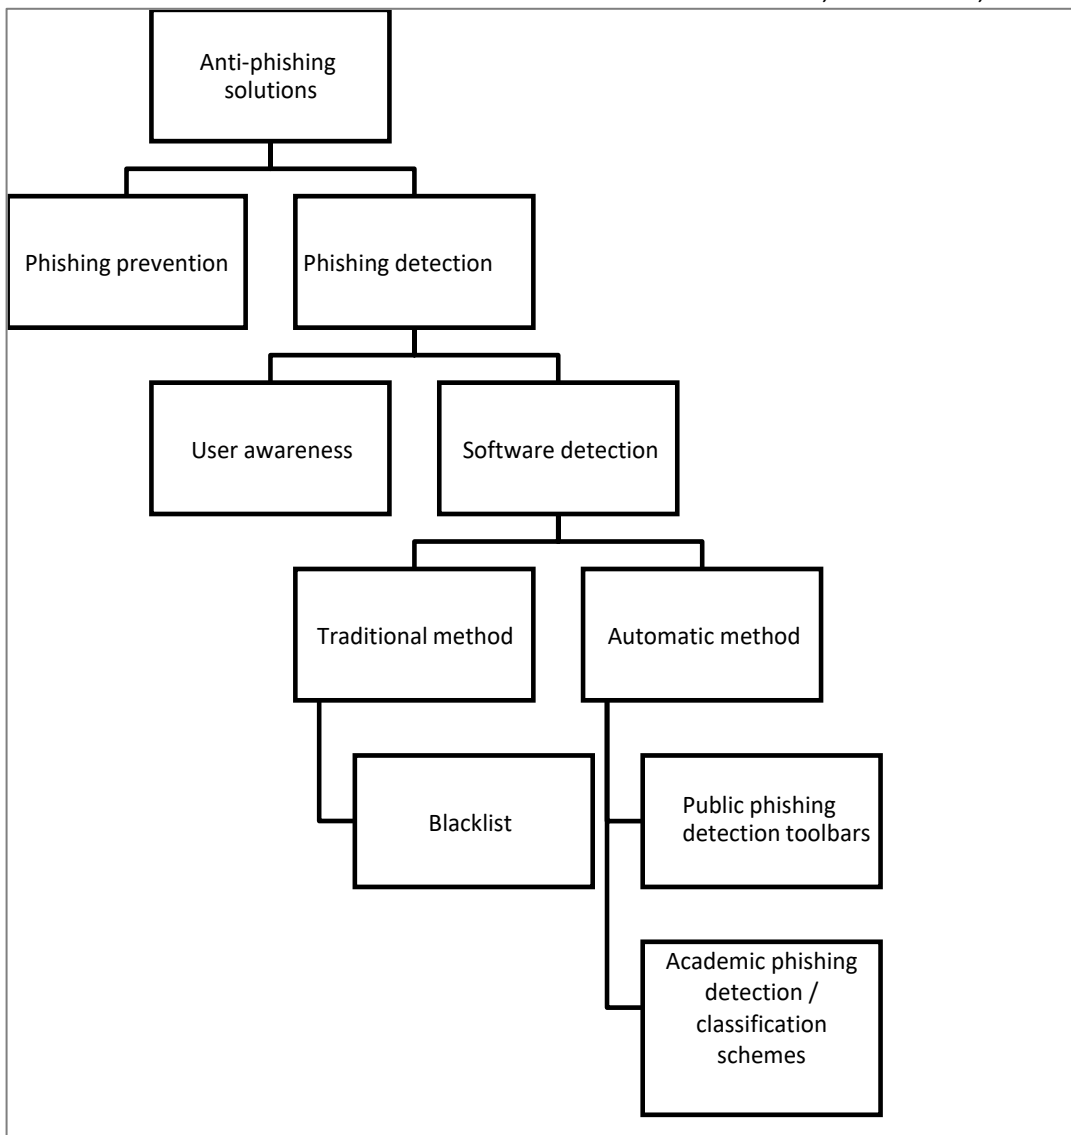 Anti-phishing
solutions
Phishing prevention
Phishing detection
User awareness
Software detection
Traditional method
Automatic method
Blacklist
Public phishing
detection toolbars
Academic phishing
detection /
classification
schemes